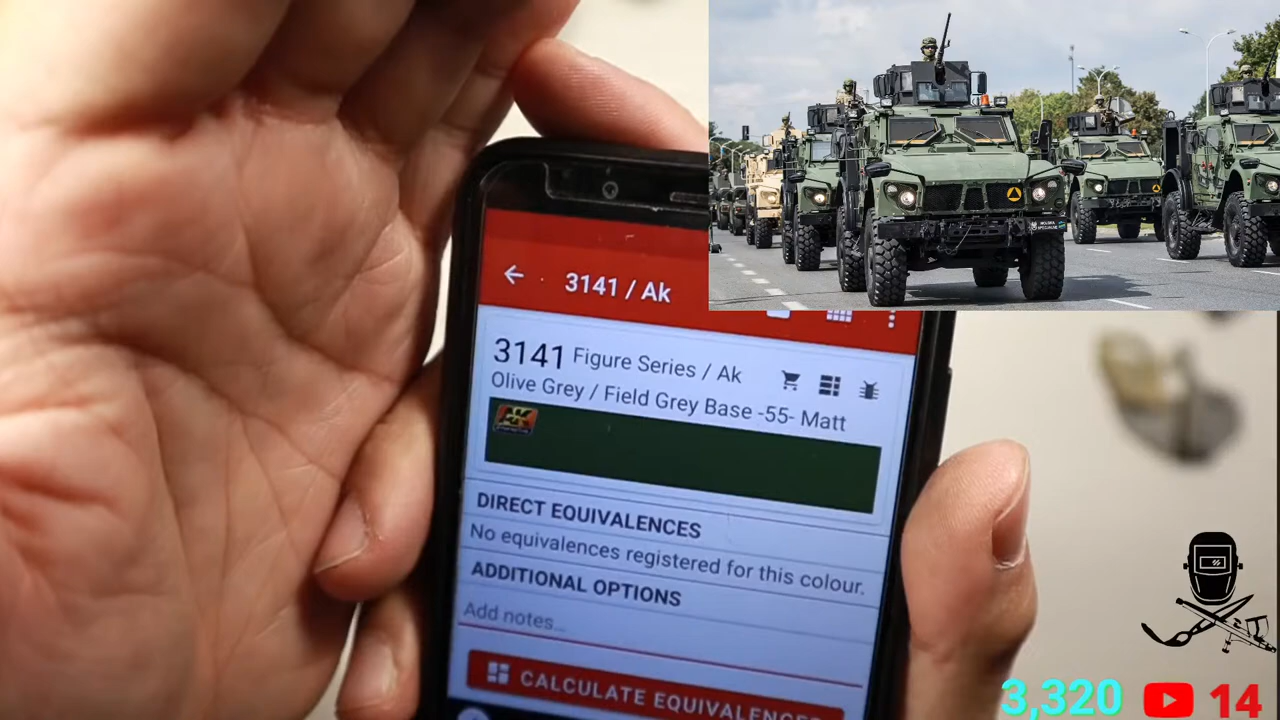 3141 / Ak
3141 Figure Series / Ak
Olive Grey / Field Grey Base -55- Matt
AK
DIRECT EQUIVALENCES
No equivalences registered for this colour.
ADDITIONAL OPTIONS
Add notes...
CALCULATE EQUIVALENCES
3,320 14